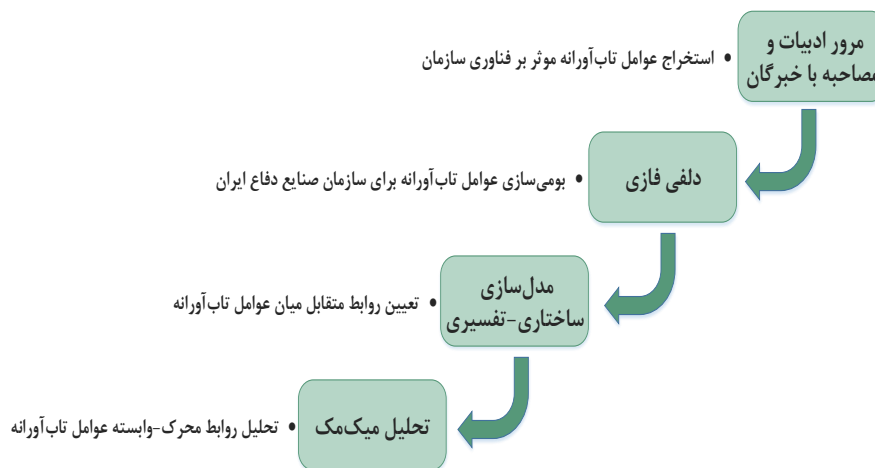 مرور ادبیات و
مصاحبه با خبرگان
• استخراج عوامل تاب‌آورانه موثر بر فناوری سازمان
دلفی فازی
• بومی‌سازی عوامل تاب‌آورانه برای سازمان صنایع دفاع ایران
مدل‌سازی
ساختاری-تفسیری
• تعیین روابط متقابل میان عوامل تاب‌آورانه
تحلیل میک‌مک
• تحلیل روابط محرک-وابسته عوامل تاب‌آورانه